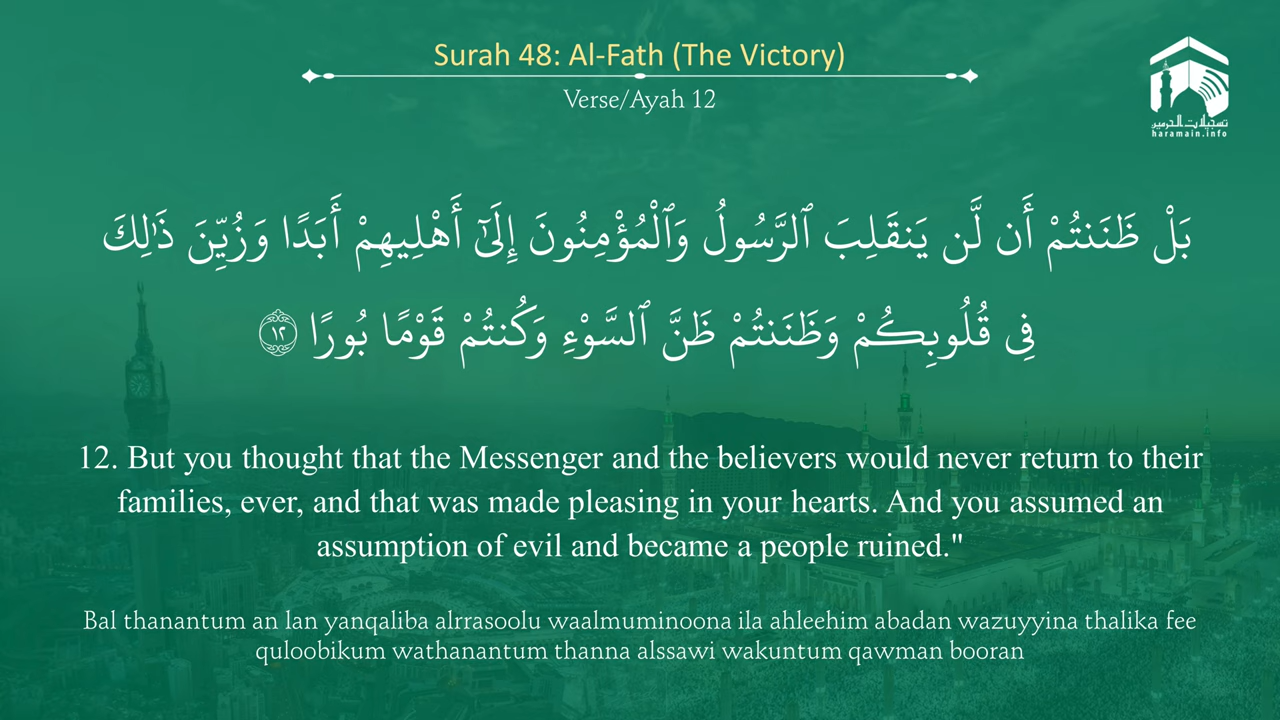 Surah 48: Al-Fath (The Victory)
Verse/Ayah 12
تسجيلات الحرمين
haramain.info
بَلْ ظَنَنتُمْ أَن لَّن يَنقَلِبَ ٱلرَّسُولُ وَٱلْمُؤْمِنُونَ إِلَىٰٓ أَهْلِيهِمْ أَبَدًا وَزُيِّنَ ذَٰلِكَ
فِى قُلُوبِكُمْ وَظَنَنتُمْ ظَنَّ ٱلسَّوْءِ وَكُنتُمْ قَوْمًا بُورًا ١٢
12. But you thought that the Messenger and the believers would never return to their
families, ever, and that was made pleasing in your hearts. And you assumed an
assumption of evil and became a people ruined."
Bal thanantum an lan yanqaliba alrrasoolu waalmuminoona ila ahleehim abadan wazuyyina thalika fee
quloobikum wathanantum thanna alssawi wakuntum qawman booran